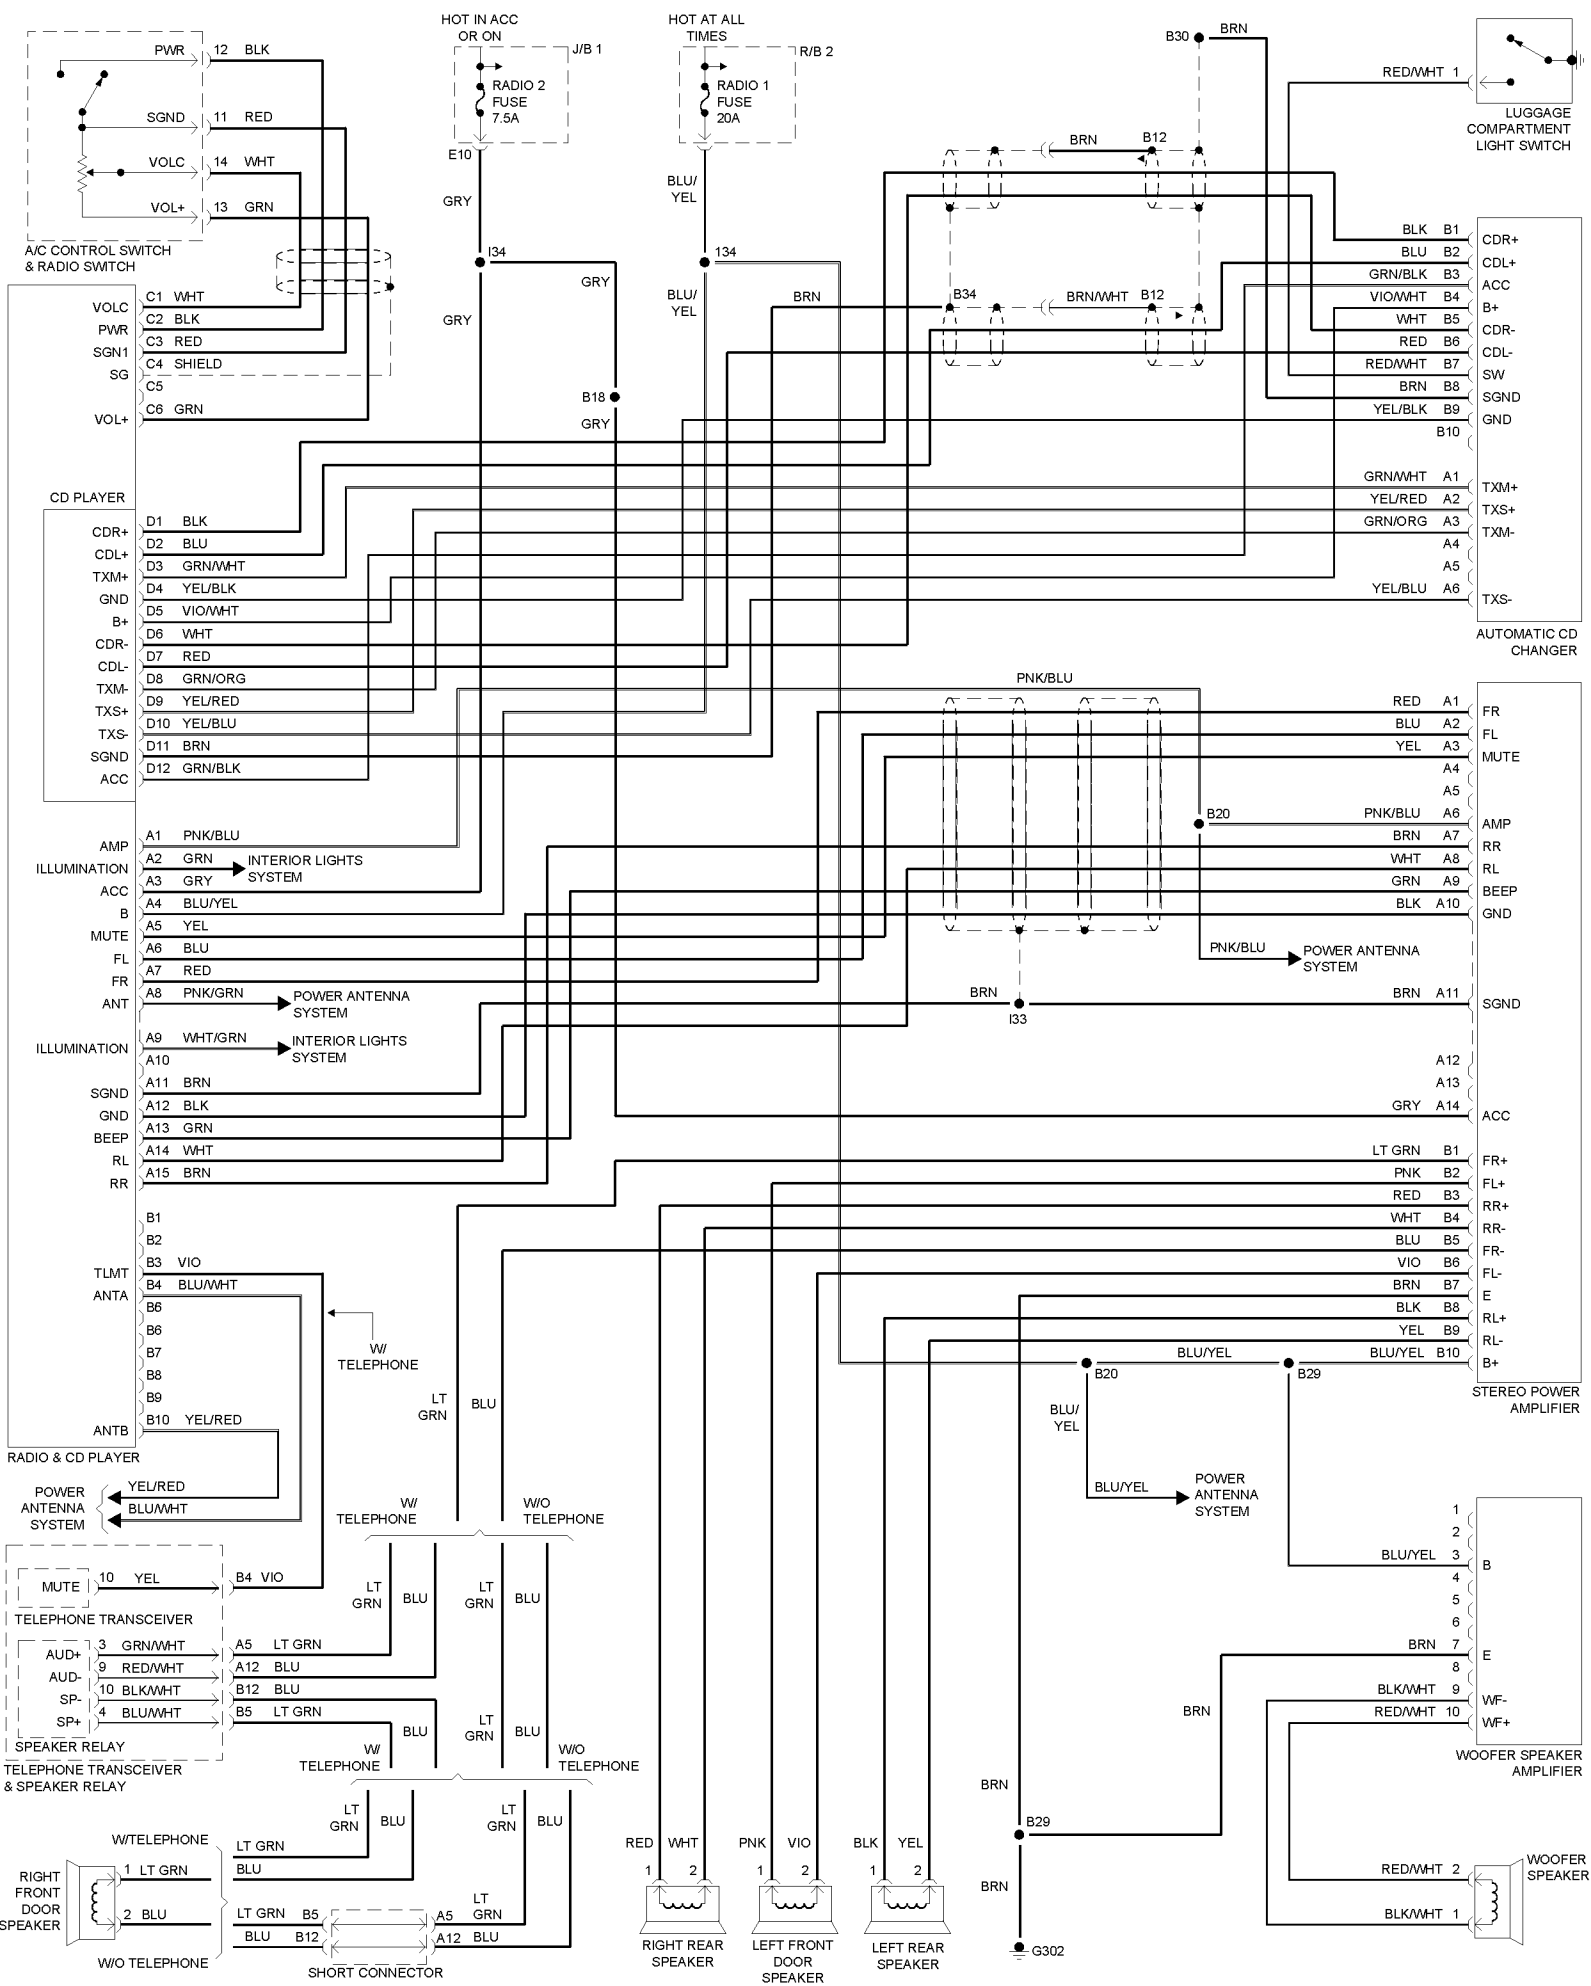 HOT IN ACC
OR ON
J/B 1
RADIO 2
FUSE
7.5A
E10
GRY
I34
GRY
GRY
B18
GRY
HOT AT ALL
TIMES
R/B 2
RADIO 1
FUSE
20A
BLU/
YEL
134
BLU/
YEL
PWR 12 BLK
SGND 11 RED
VOLC 14 WHT
VOL+ 13 GRN
A/C CONTROL SWITCH
& RADIO SWITCH
VOLC C1 WHT
PWR C2 BLK
SGN1 C3 RED
SG C4 SHIELD
C5
VOL+ C6 GRN
CD PLAYER
CDR+ D1 BLK
CDL+ D2 BLU
TXM+ D3 GRN/WHT
GND D4 YEL/BLK
B+ D5 VIO/WHT
CDR- D6 WHT
CDL- D7 RED
TXM- D8 GRN/ORG
TXS+ D9 YEL/RED
TXS- D10 YEL/BLU
SGND D11 BRN
ACC D12 GRN/BLK
AMP A1 PNK/BLU
ILLUMINATION A2 GRN
INTERIOR LIGHTS
SYSTEM
ACC A3 GRY
B A4 BLU/YEL
MUTE A5 YEL
FL A6 BLU
FR A7 RED
ANT A8 PNK/GRN
POWER ANTENNA
SYSTEM
ILLUMINATION A9 WHT/GRN
INTERIOR LIGHTS
SYSTEM
A10
SGND A11 BRN
GND A12 BLK
BEEP A13 GRN
RL A14 WHT
RR A15 BRN
B1
B2
TLMT B3 VIO
ANTA B4 BLU/WHT
B6
B6
B7
B8
B9
ANTB B10 YEL/RED
RADIO & CD PLAYER
W/
TELEPHONE
POWER
ANTENNA
SYSTEM
YEL/RED
BLU/WHT
MUTE 10 YEL B4 VIO
TELEPHONE TRANSCEIVER
AUD+ 3 GRN/WHT A5 LT GRN
AUD- 9 RED/WHT A12 BLU
SP- 10 BLK/WHT B12 BLU
SP+ 4 BLU/WHT B5 LT GRN
SPEAKER RELAY
TELEPHONE TRANSCEIVER
& SPEAKER RELAY
LT
GRN
BLU
W/
TELEPHONE
W/O
TELEPHONE
LT
GRN
BLU
LT
GRN
BLU
BLU
LT
GRN
W/
TELEPHONE
W/O
TELEPHONE
LT
GRN
BLU
LT
GRN
BLU
W/TELEPHONE
LT GRN
BLU
RIGHT
FRONT
DOOR
SPEAKER
1 LT GRN
2 BLU
LT GRN B5
BLU B12
A5
LT
GRN
A12 BLU
W/O TELEPHONE
SHORT CONNECTOR
B30
BRN
BRN B12
BRN B34
BRN/WHT B12
RED/WHT 1
LUGGAGE
COMPARTMENT
LIGHT SWITCH
BLK B1 CDR+
BLU B2 CDL+
GRN/BLK B3 ACC
VIO/WHT B4 B+
WHT B5 CDR-
RED B6 CDL-
RED/WHT B7 SW
BRN B8 SGND
YEL/BLK B9 GND
B10
GRN/WHT A1 TXM+
YEL/RED A2 TXS+
GRN/ORG A3 TXM-
A4
A5
YEL/BLU A6 TXS-
AUTOMATIC CD
CHANGER
PNK/BLU
RED A1 FR
BLU A2 FL
YEL A3 MUTE
A4
A5
B20
PNK/BLU A6 AMP
BRN A7 RR
WHT A8 RL
GRN A9 BEEP
BLK A10 GND
PNK/BLU
POWER ANTENNA
SYSTEM
BRN
I33
BRN A11 SGND
A12
A13
GRY A14 ACC
LT GRN B1 FR+
PNK B2 FL+
RED B3 RR+
WHT B4 RR-
BLU B5 FR-
VIO B6 FL-
BRN B7 E
BLK B8 RL+
YEL B9 RL-
BLU/YEL
BLU/YEL B10 B+
B20
B29
STEREO POWER
AMPLIFIER
BLU/
YEL
BLU/YEL
POWER
ANTENNA
SYSTEM
1
2
BLU/YEL 3 B
4
5
6
BRN 7 E
8
BLK/WHT 9 WF-
RED/WHT 10 WF+
BRN
WOOFER SPEAKER
AMPLIFIER
BRN
B29
BRN
G302
RED WHT
1 2
RIGHT REAR
SPEAKER
PNK VIO
1 2
LEFT FRONT
DOOR
SPEAKER
BLK YEL
1 2
LEFT REAR
SPEAKER
RED/WHT 2
BLK/WHT 1
WOOFER
SPEAKER